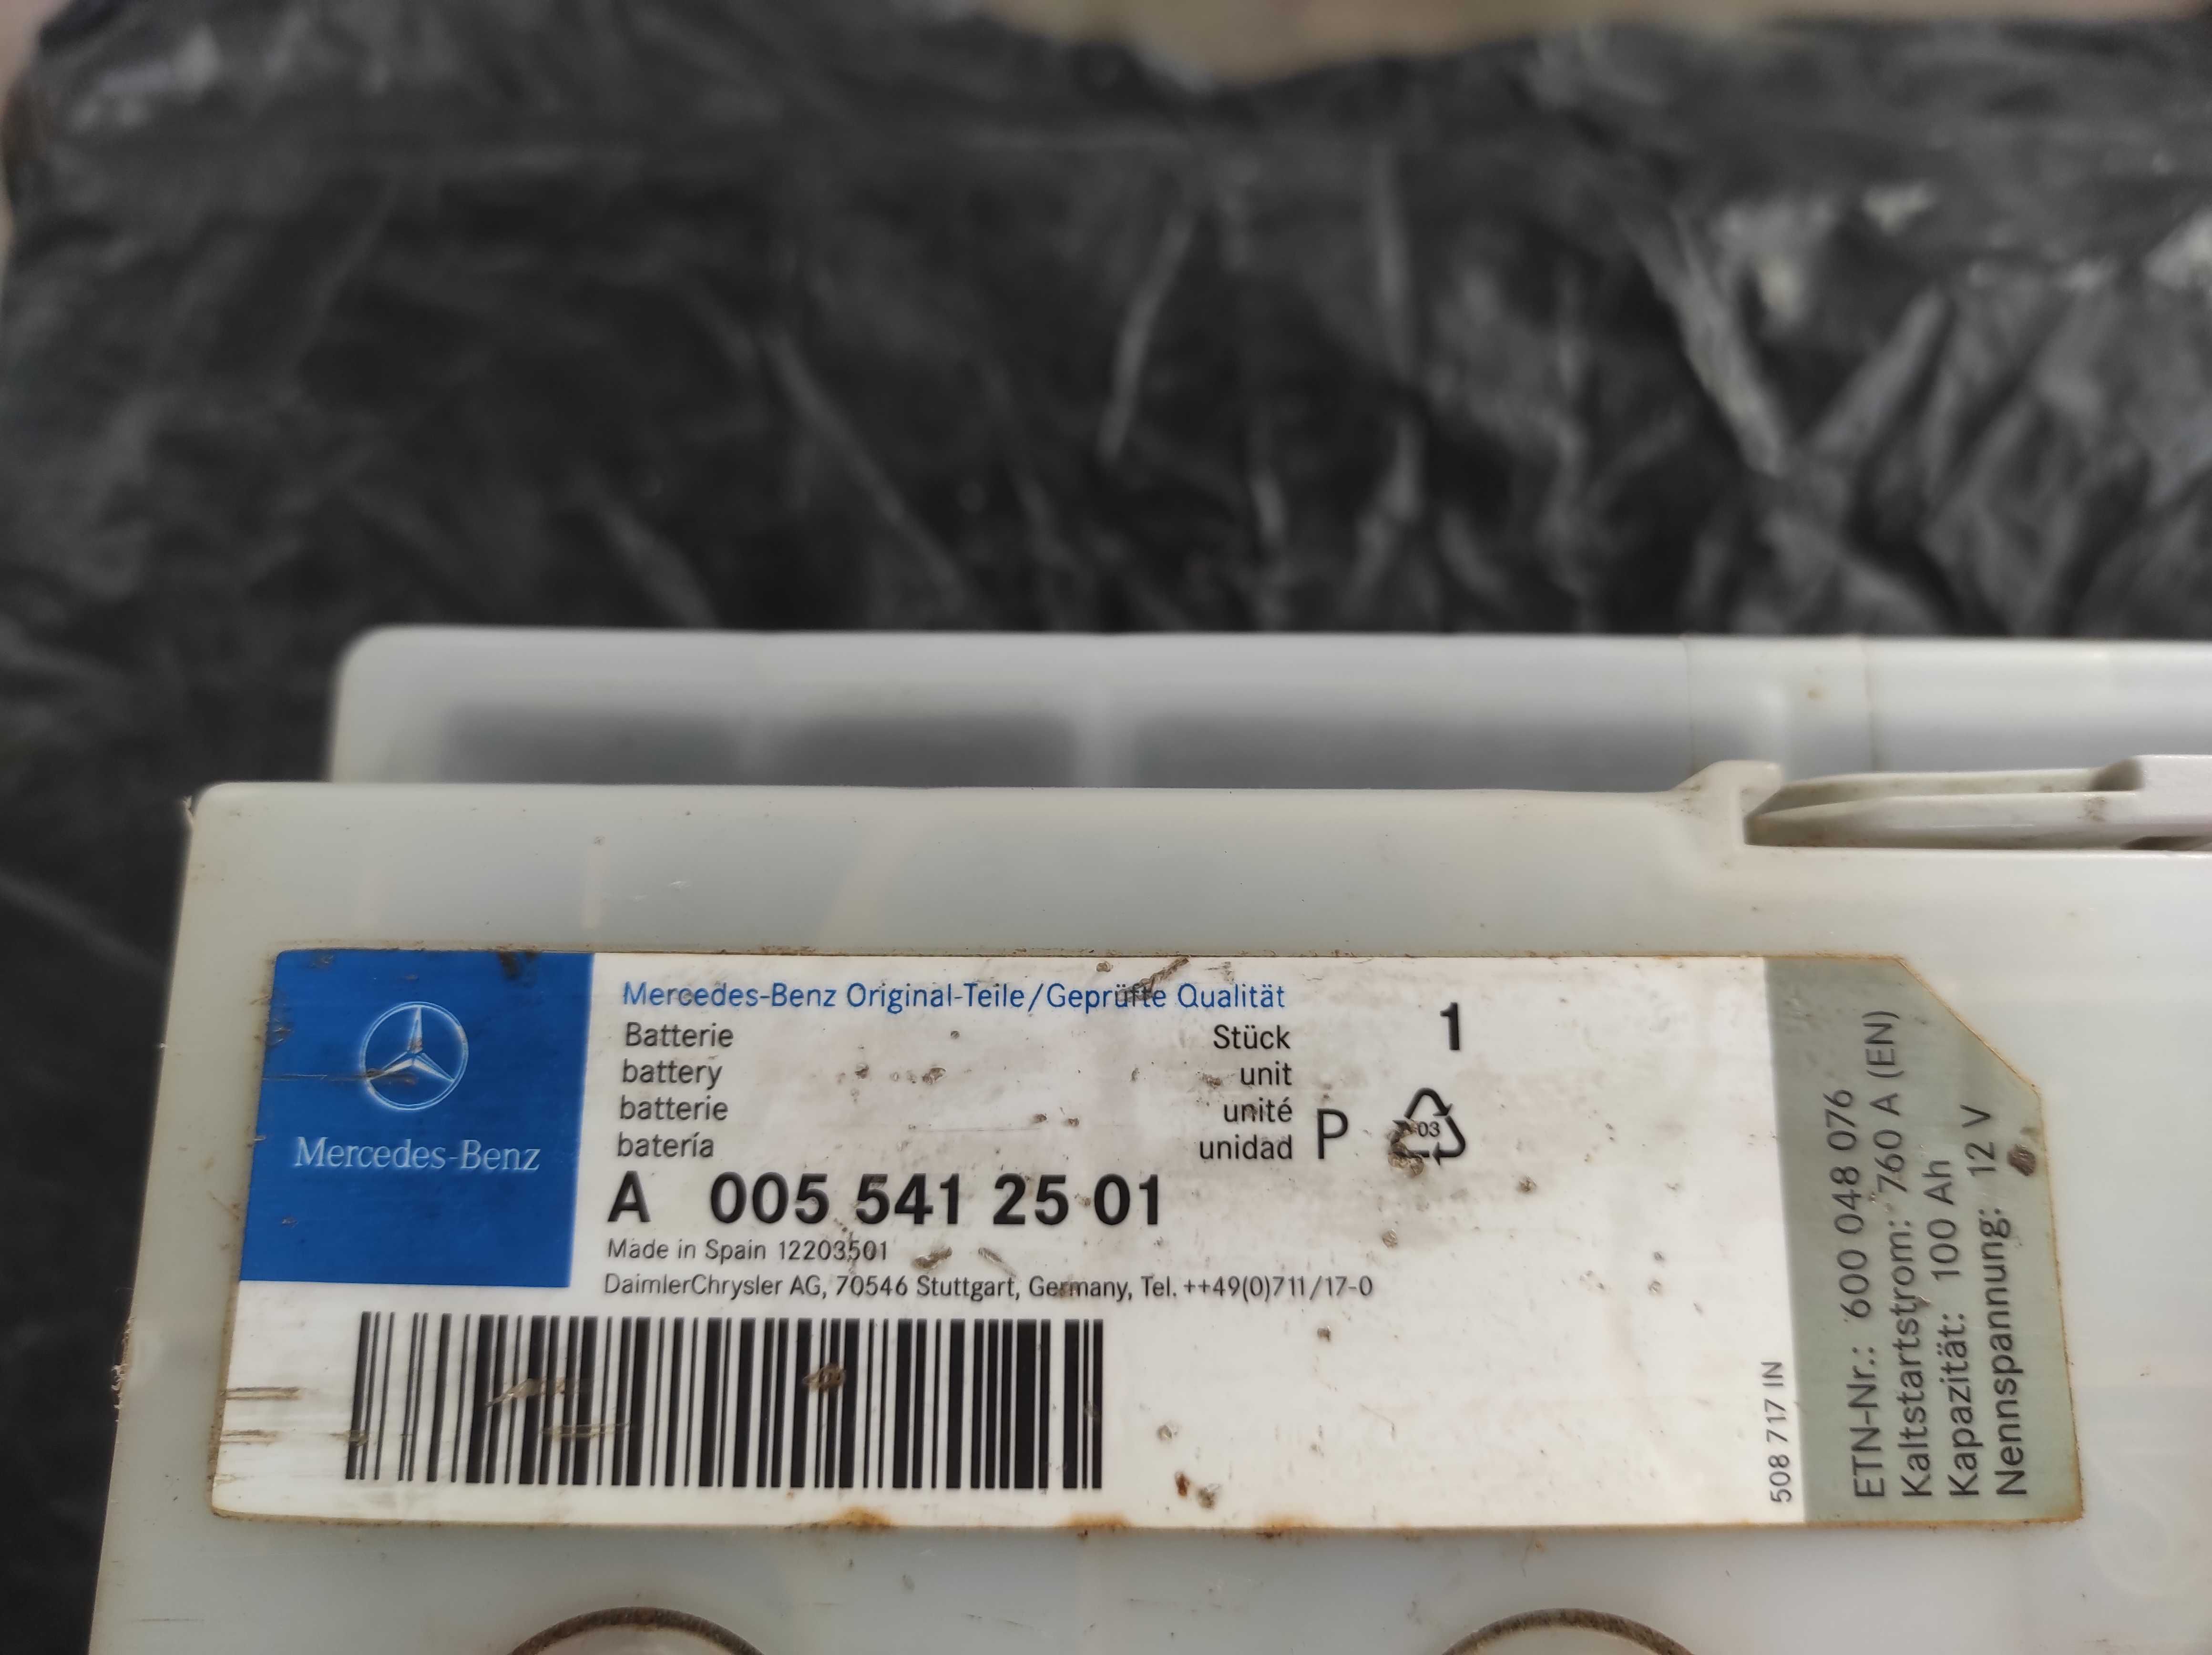 Mercedes-Benz
Mercedes-Benz Original-Teile/Geprüfte Qualität
Batterie Stück 1
battery unit
batterie unité
batería unidad P 03
A 005 541 25 01
Made in Spain 12203501
DaimlerChrysler AG, 70546 Stuttgart, Germany, Tel. ++49(0)711/17-0
508 717 IN
ETN-Nr.: 600 048 076
Kaltstartstrom: 760 A (EN)
Kapazität: 100 Ah
Nennspannung: 12 V